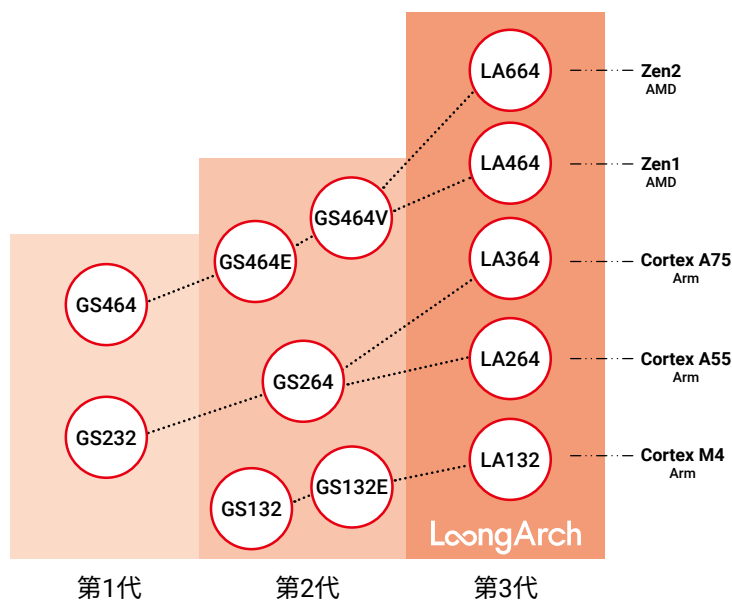 LA664
Zen2
AMD
LA464
Zen1
AMD
GS464V
GS464E
LA364
Cortex A75
Arm
GS464
GS264
LA264
Cortex A55
Arm
GS232
LA132
Cortex M4
Arm
GS132E
GS132
LoongArch
第1代
第2代
第3代